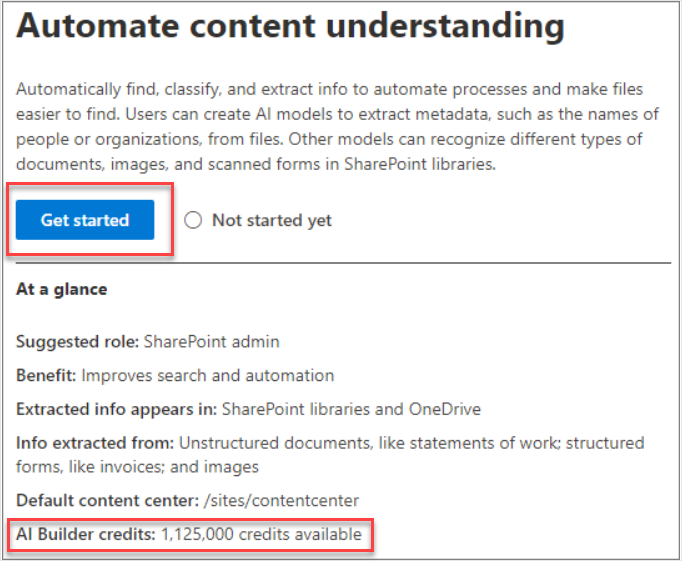 Automate content understanding
Automatically find, classify, and extract info to automate processes and make files
easier to find. Users can create AI models to extract metadata, such as the names of
people or organizations, from files. Other models can recognize different types of
documents, images, and scanned forms in SharePoint libraries.
Get started Not started yet
At a glance
Suggested role: SharePoint admin
Benefit: Improves search and automation
Extracted info appears in: SharePoint libraries and OneDrive
Info extracted from: Unstructured documents, like statements of work; structured
forms, like invoices; and images
Default content center: /sites/contentcenter
AI Builder credits: 1,125,000 credits available